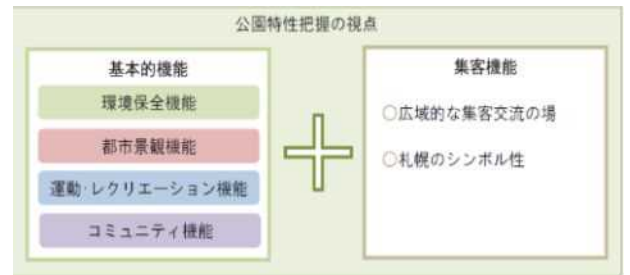 公園特性把握の視点
基本的機能
環境保全機能
都市景観機能
運動・レクリエーション機能
コミュニティ機能
集客機能
○広域的な集客交流の場
○札幌のシンボル性